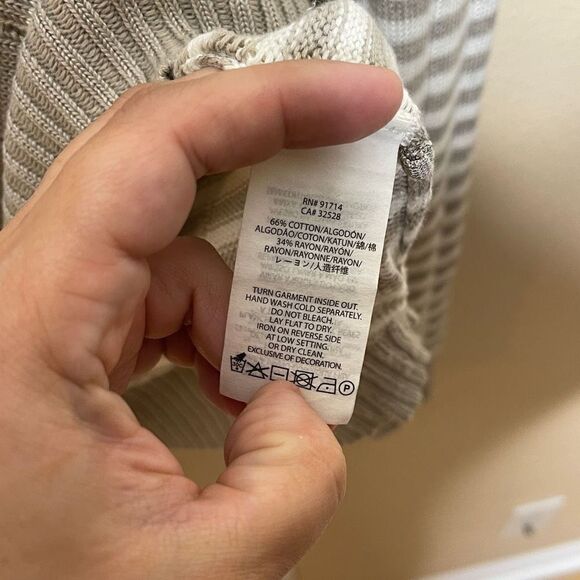 RN# 91714
CA# 32528
66% COTTON/ALGODÓN/
ALGODÃO/COTON/KATUN/綿/棉
34% RAYON/RAYÓN/
RAYON/RAYONNE/RAYON/
レーヨン/人造纤维
TURN GARMENT INSIDE OUT.
HAND WASH COLD SEPARATELY.
DO NOT BLEACH.
LAY FLAT TO DRY.
IRON ON REVERSE SIDE
AT LOW SETTING.
OR DRY CLEAN.
EXCLUSIVE OF DECORATION.
P